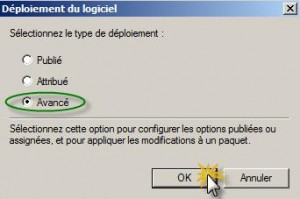 Déploiement du logiciel
Sélectionnez le type de déploiement :
Publié
Attribué
Avancé
Sélectionnez cette option pour configurer les options publiées ou
assignées, et pour appliquer les modifications à un paquet.
OK
Annuler